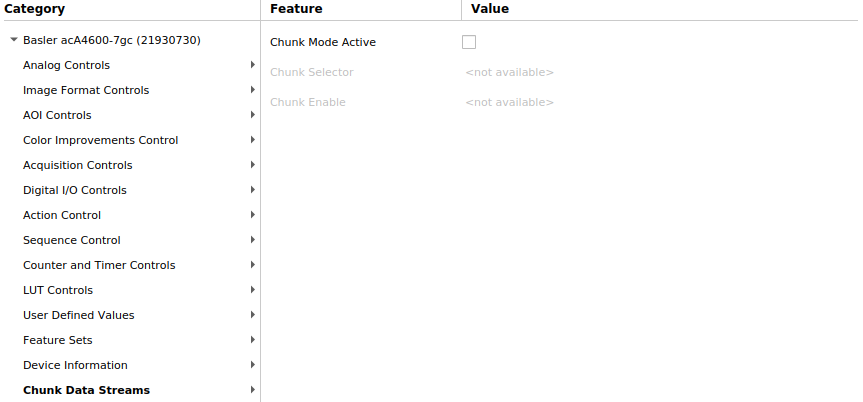 Category Feature Value
Basler acA4600-7gc (21930730) Chunk Mode Active
Analog Controls Chunk Selector <not available>
Image Format Controls Chunk Enable <not available>
AOI Controls
Color Improvements Control
Acquisition Controls
Digital I/O Controls
Action Control
Sequence Control
Counter and Timer Controls
LUT Controls
User Defined Values
Feature Sets
Device Information
Chunk Data Streams